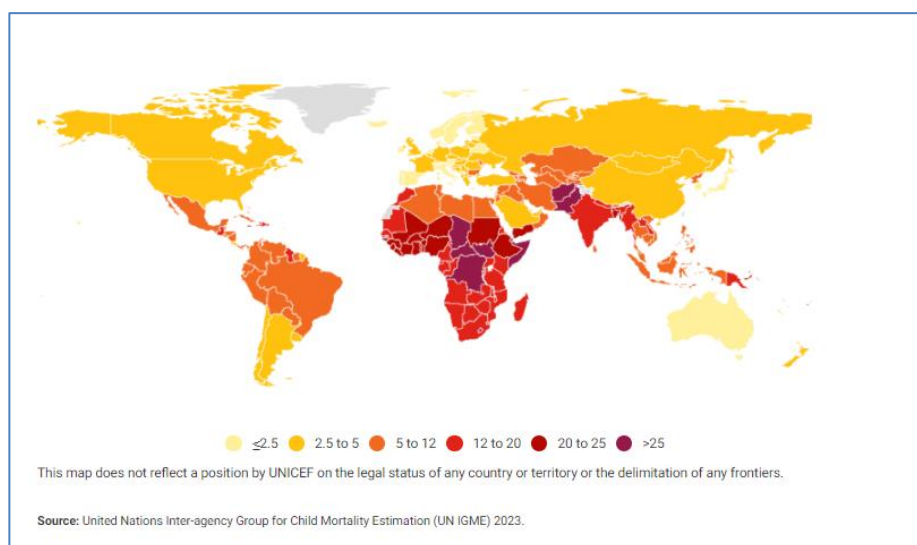 ≤2.5 2.5 to 5 5 to 12 12 to 20 20 to 25 >25
This map does not reflect a position by UNICEF on the legal status of any country or territory or the delimitation of any frontiers.
Source: United Nations Inter-agency Group for Child Mortality Estimation (UN IGME) 2023.